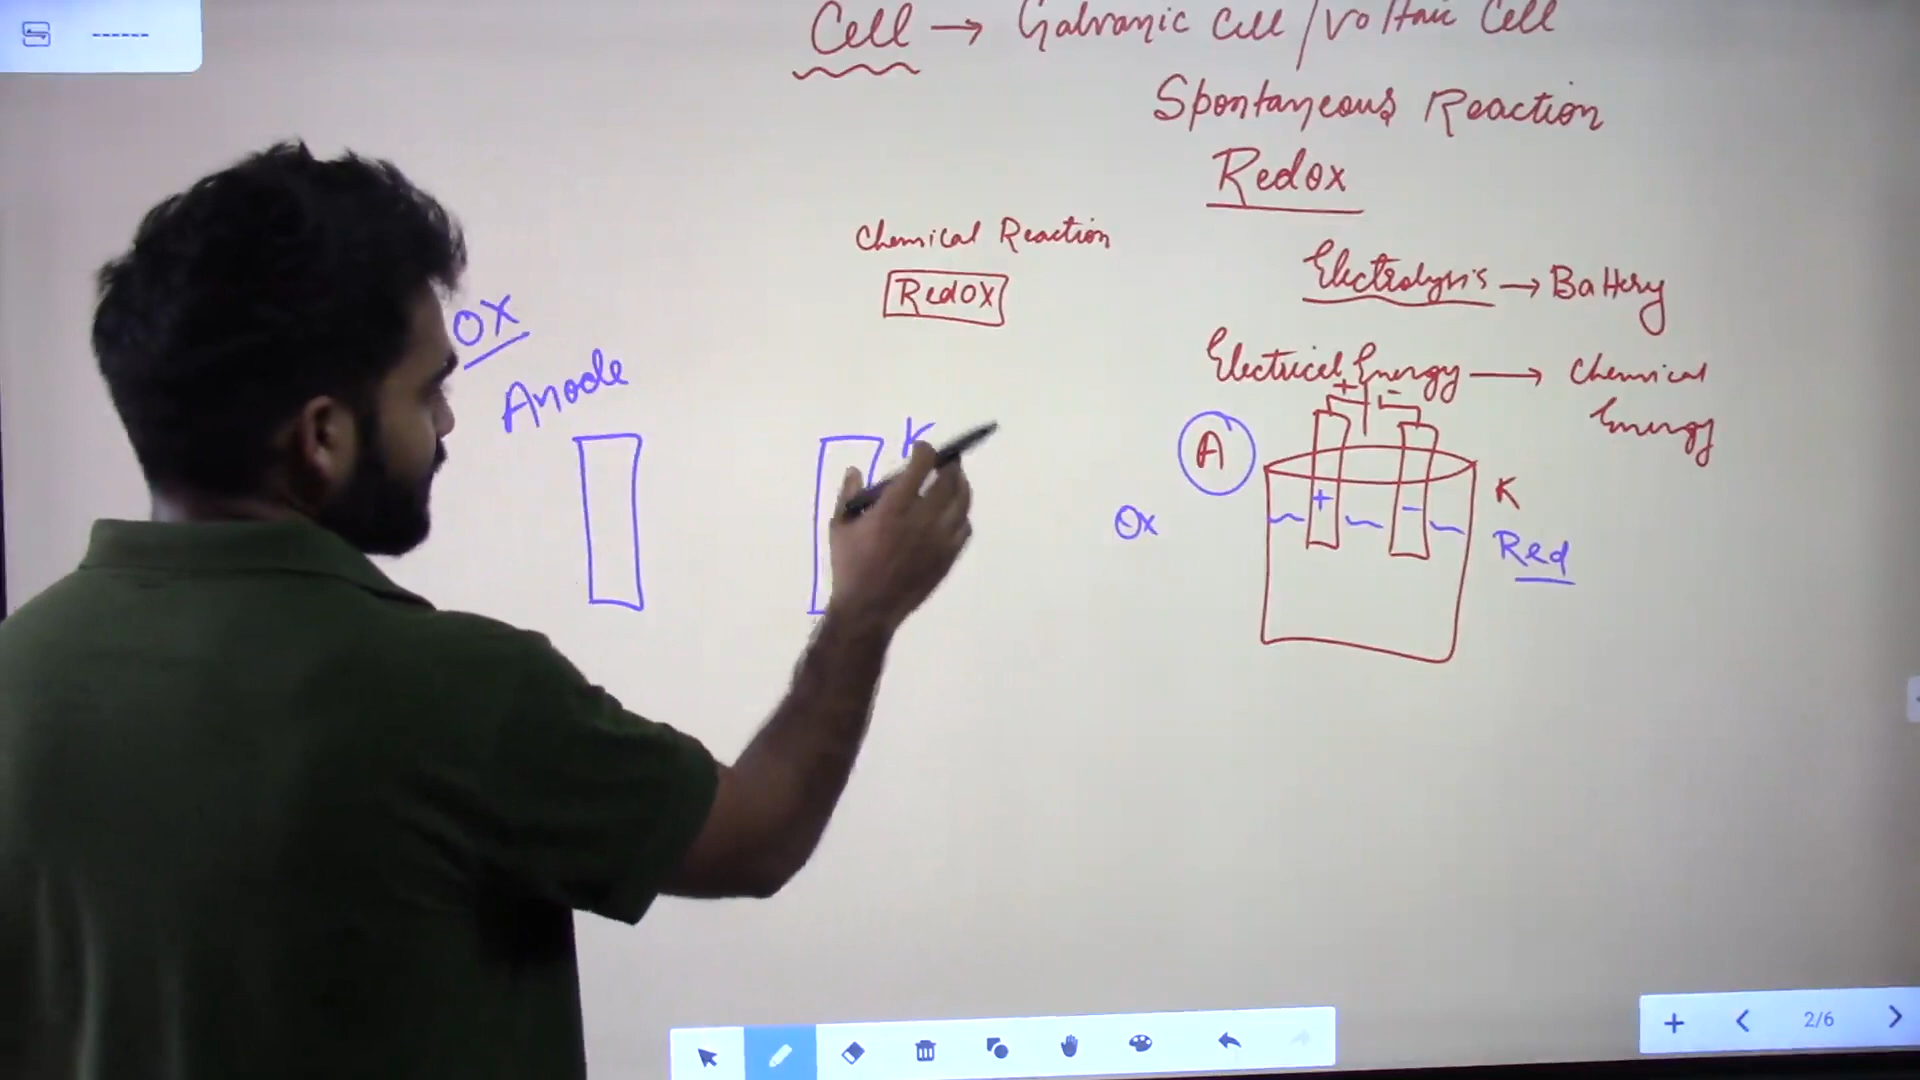 ------
Cell → Galvanic Cell / Voltaic Cell
Spontaneous Reaction
Redox
Chemical Reaction
Redox
Electrolysis → Battery
Electrical Energy → Chemical
Energy
OX
Anode
K
+ -
A
K
+ -
Ox
Red
2/6